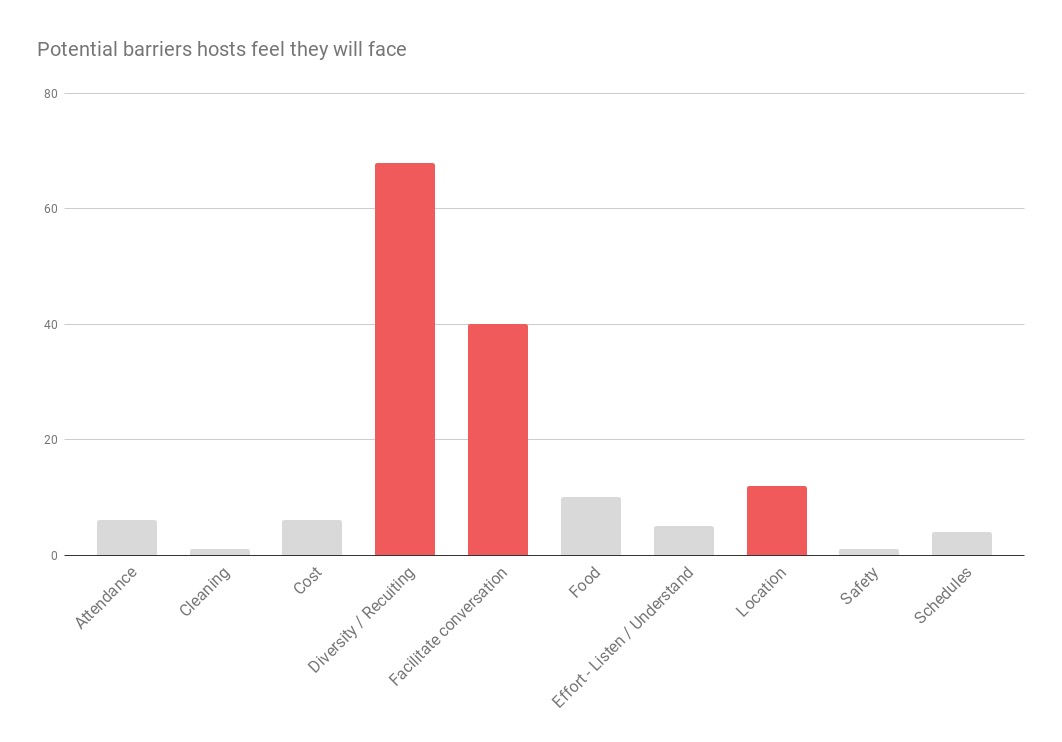 Potential barriers hosts feel they will face
80
60
40
20
0
Attendance
Cleaning
Cost
Diversity / Recuiting
Facilitate conversation
Food
Effort - Listen / Understand
Location
Safety
Schedules